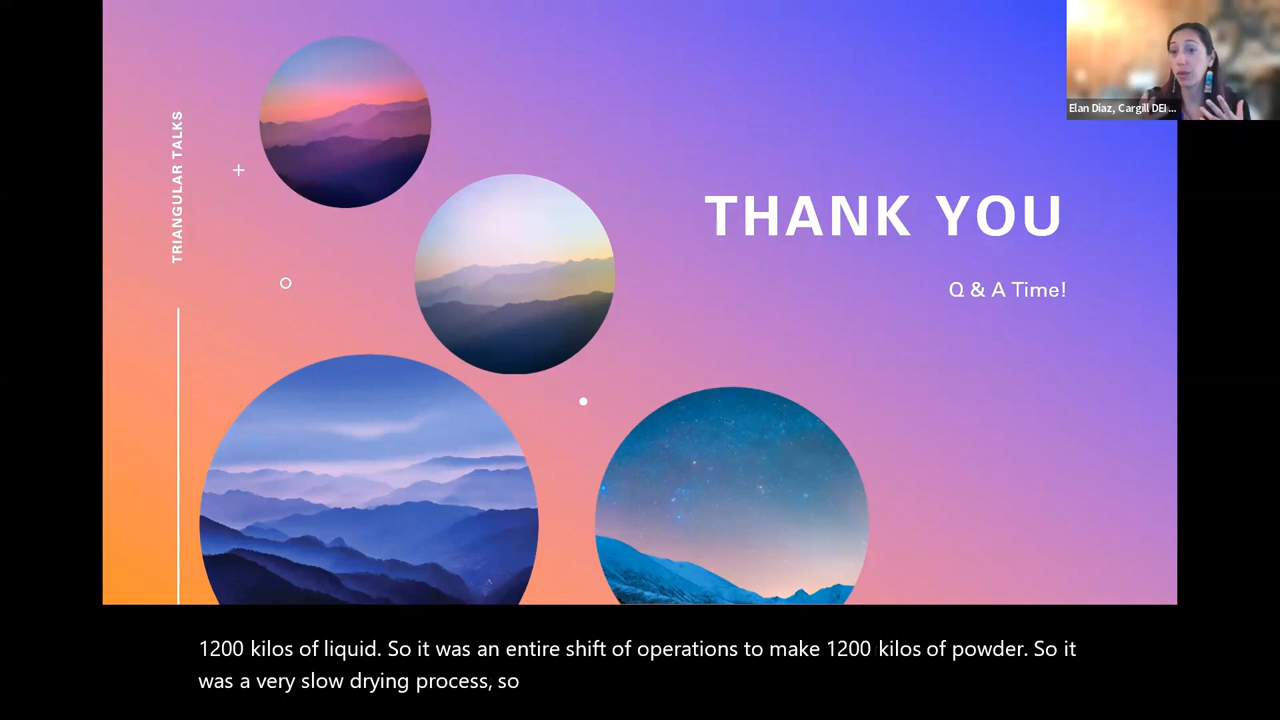 TRIANGULAR TALKS
THANK YOU
Q & A Time!
Elan Diaz, Cargill DEI ...
1200 kilos of liquid. So it was an entire shift of operations to make 1200 kilos of powder. So it
was a very slow drying process, so